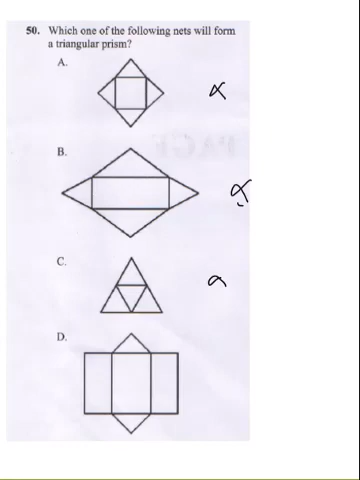 50. Which one of the following nets will form
a triangular prism?
A.
B.
C.
D.